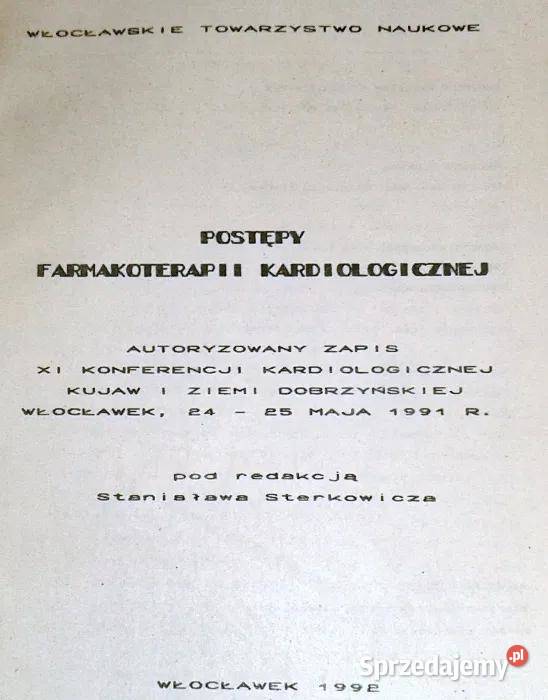 WŁOCŁAWSKIE TOWARZYSTWO NAUKOWE
POSTĘPY
FARMAKOTERAPII KARDIOLOGICZNEJ
AUTORYZOWANY ZAPIS
XI KONFERENCJI KARDIOLOGICZNEJ
KUJAW I ZIEMI DOBRZYŃSKIEJ
WŁOCŁAWEK, 24 - 25 MAJA 1991 R.
pod redakcją
Stanisława Sterkowicza
WŁOCŁAWEK 1992
Sprzedajemy.pl